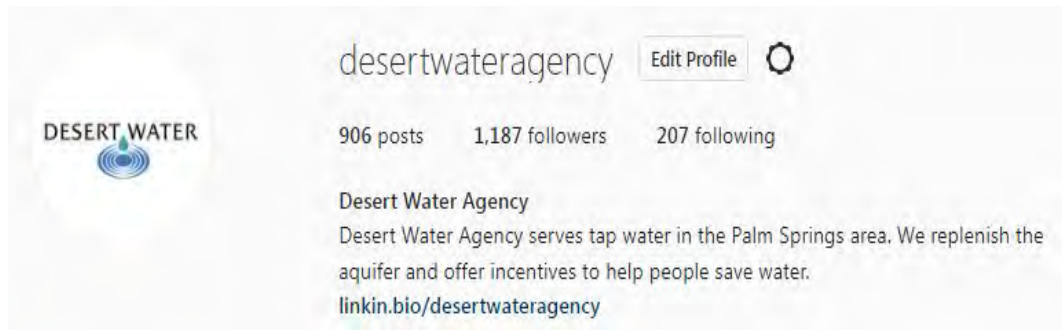 desertwateragency Edit Profile
DESERT WATER
906 posts 1,187 followers 207 following
Desert Water Agency
Desert Water Agency serves tap water in the Palm Springs area. We replenish the
aquifer and offer incentives to help people save water.
linkin.bio/desertwateragency